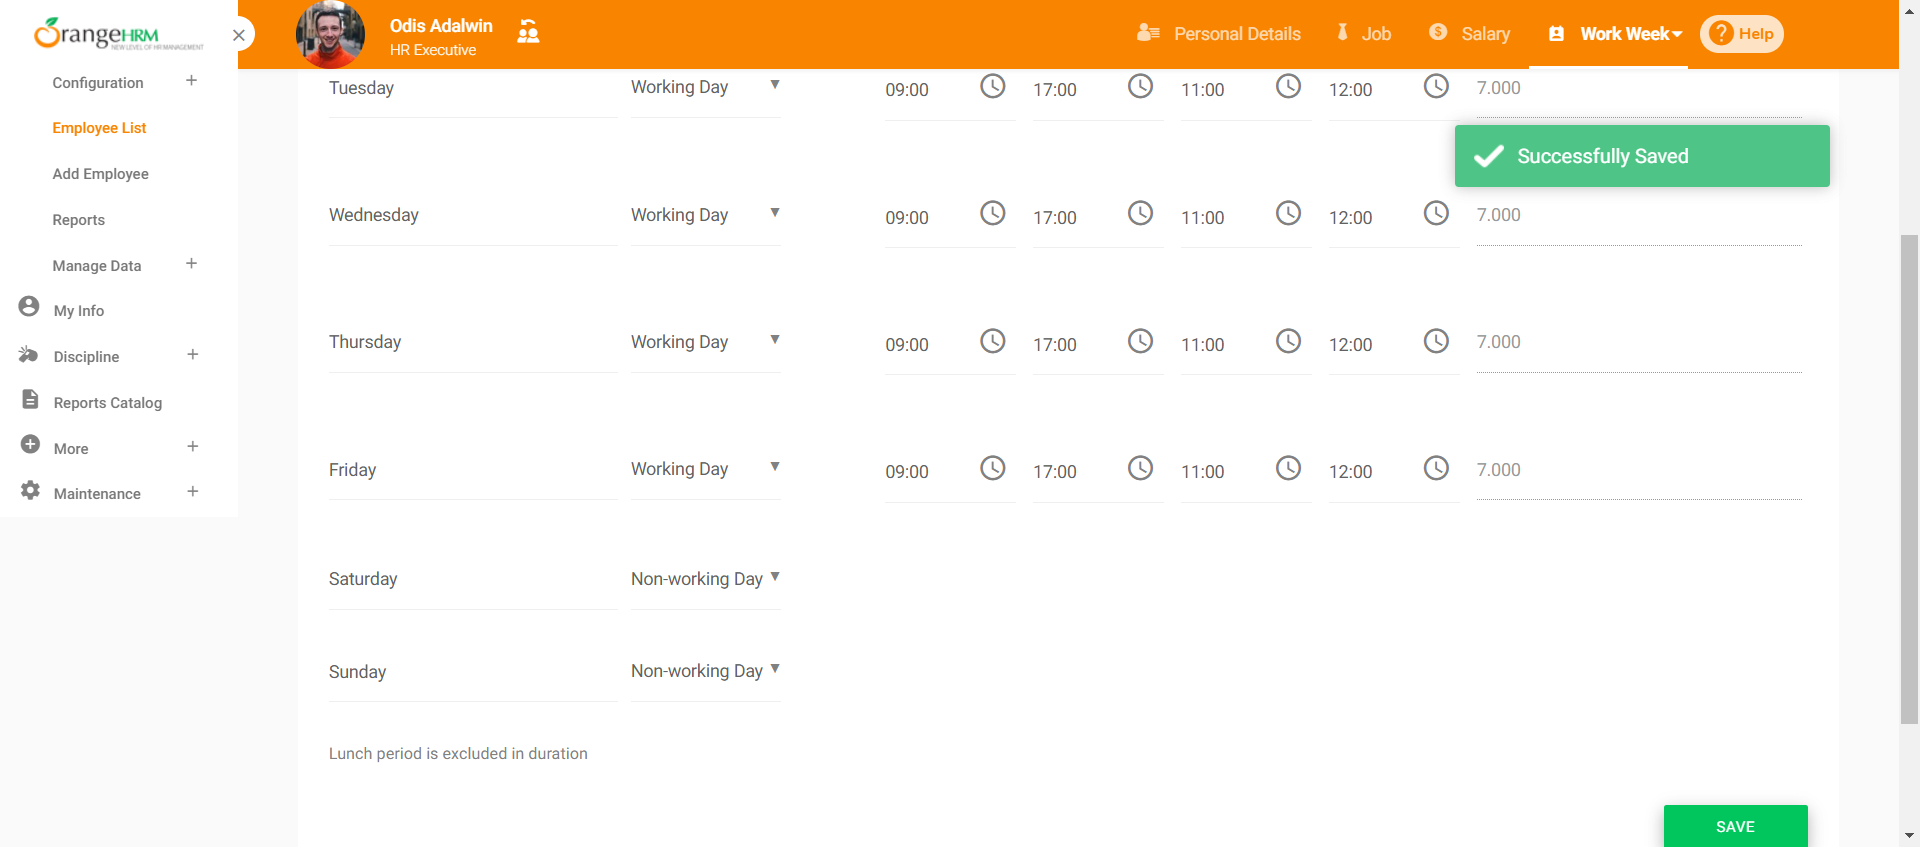 OrangeHRM
NEW LEVEL OF HR MANAGEMENT
Odis Adalwin
HR Executive
Personal Details
Job
Salary
Work Week
? Help
Configuration +
Employee List
Add Employee
Reports
Manage Data +
My Info
Discipline +
Reports Catalog
More +
Maintenance +
Tuesday Working Day 09:00 17:00 11:00 12:00 7.000
Successfully Saved
Wednesday Working Day 09:00 17:00 11:00 12:00 7.000
Thursday Working Day 09:00 17:00 11:00 12:00 7.000
Friday Working Day 09:00 17:00 11:00 12:00 7.000
Saturday Non-working Day
Sunday Non-working Day
Lunch period is excluded in duration
SAVE